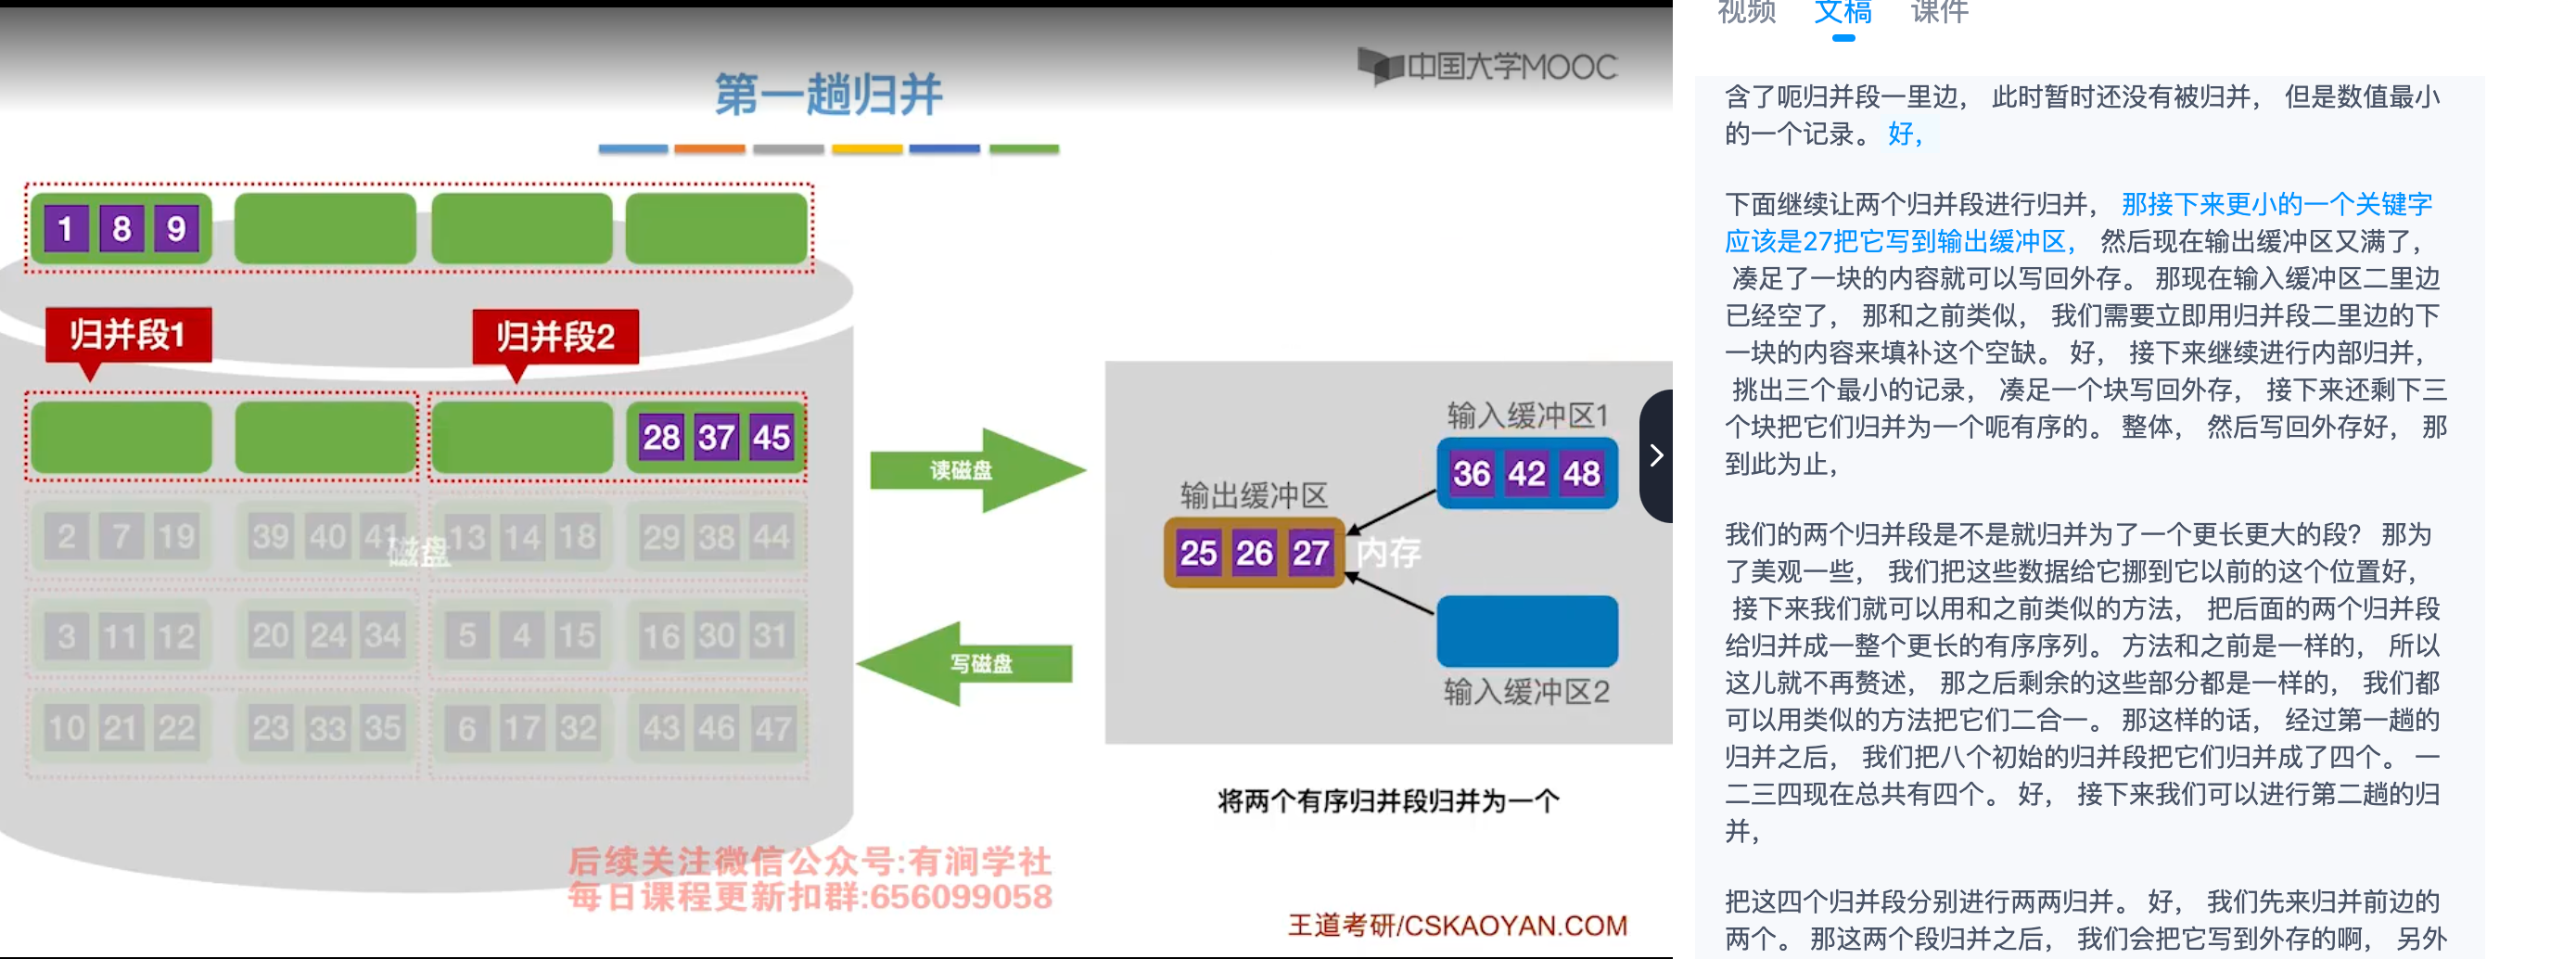 第一趟归并
中国大学MOOC
1 8 9
归并段1
归并段2
28 37 45
2 7 19 39 40 41 13 14 18 29 38 44
磁盘
3 11 12 20 24 34 5 4 15 16 30 31
10 21 22 23 33 35 6 17 32 43 46 47
读磁盘
写磁盘
输入缓冲区1
36 42 48
输出缓冲区
25 26 27
内存
输入缓冲区2
将两个有序归并段归并为一个
后续关注微信公众号:有涧学社
每日课程更新扣群:656099058
王道考研/CSKAOYAN.COM
视频 文稿 课件
含了呃归并段一里边， 此时暂时还没有被归并， 但是数值最小
的一个记录。 好，
下面继续让两个归并段进行归并， 那接下来更小的一个关键字
应该是27把它写到输出缓冲区， 然后现在输出缓冲区又满了，
凑足了一块的内容就可以写回外存。 那现在输入缓冲区二里边
已经空了， 那和之前类似， 我们需要立即用归并段二里边的下
一块的内容来填补这个空缺。 好， 接下来继续进行内部归并，
挑出三个最小的记录， 凑足一个块写回外存， 接下来还剩下三
个块把它们归并为一个呃有序的。 整体， 然后写回外存好， 那
到此为止，
我们的两个归并段是不是就归并为了一个更长更大的段？ 那为
了美观一些， 我们把这些数据给它挪到它以前的这个位置好，
接下来我们就可以用和之前类似的方法， 把后面的两个归并段
给归并成一整个更长的有序序列。 方法和之前是一样的， 所以
这儿就不再赘述， 那之后剩余的这些部分都是一样的， 我们都
可以用类似的方法把它们二合一。 那这样的话， 经过第一趟的
归并之后， 我们把八个初始的归并段把它们归并成了四个。 一
二三四现在总共有四个。 好， 接下来我们可以进行第二趟的归
并，
把这四个归并段分别进行两两归并。 好， 我们先来归并前边的
两个。 那这两个段归并之后， 我们会把它写到外存的啊， 另外